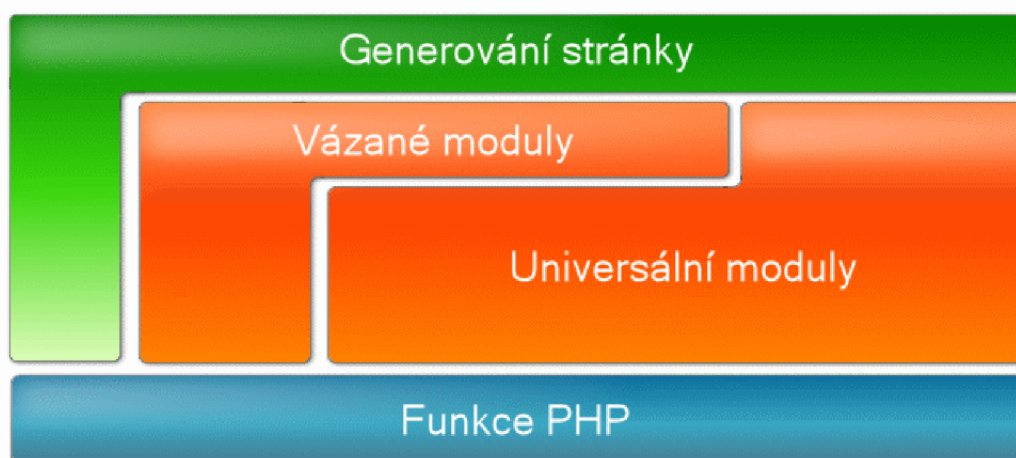 Generování stránky
Vázané moduly
Universální moduly
Funkce PHP